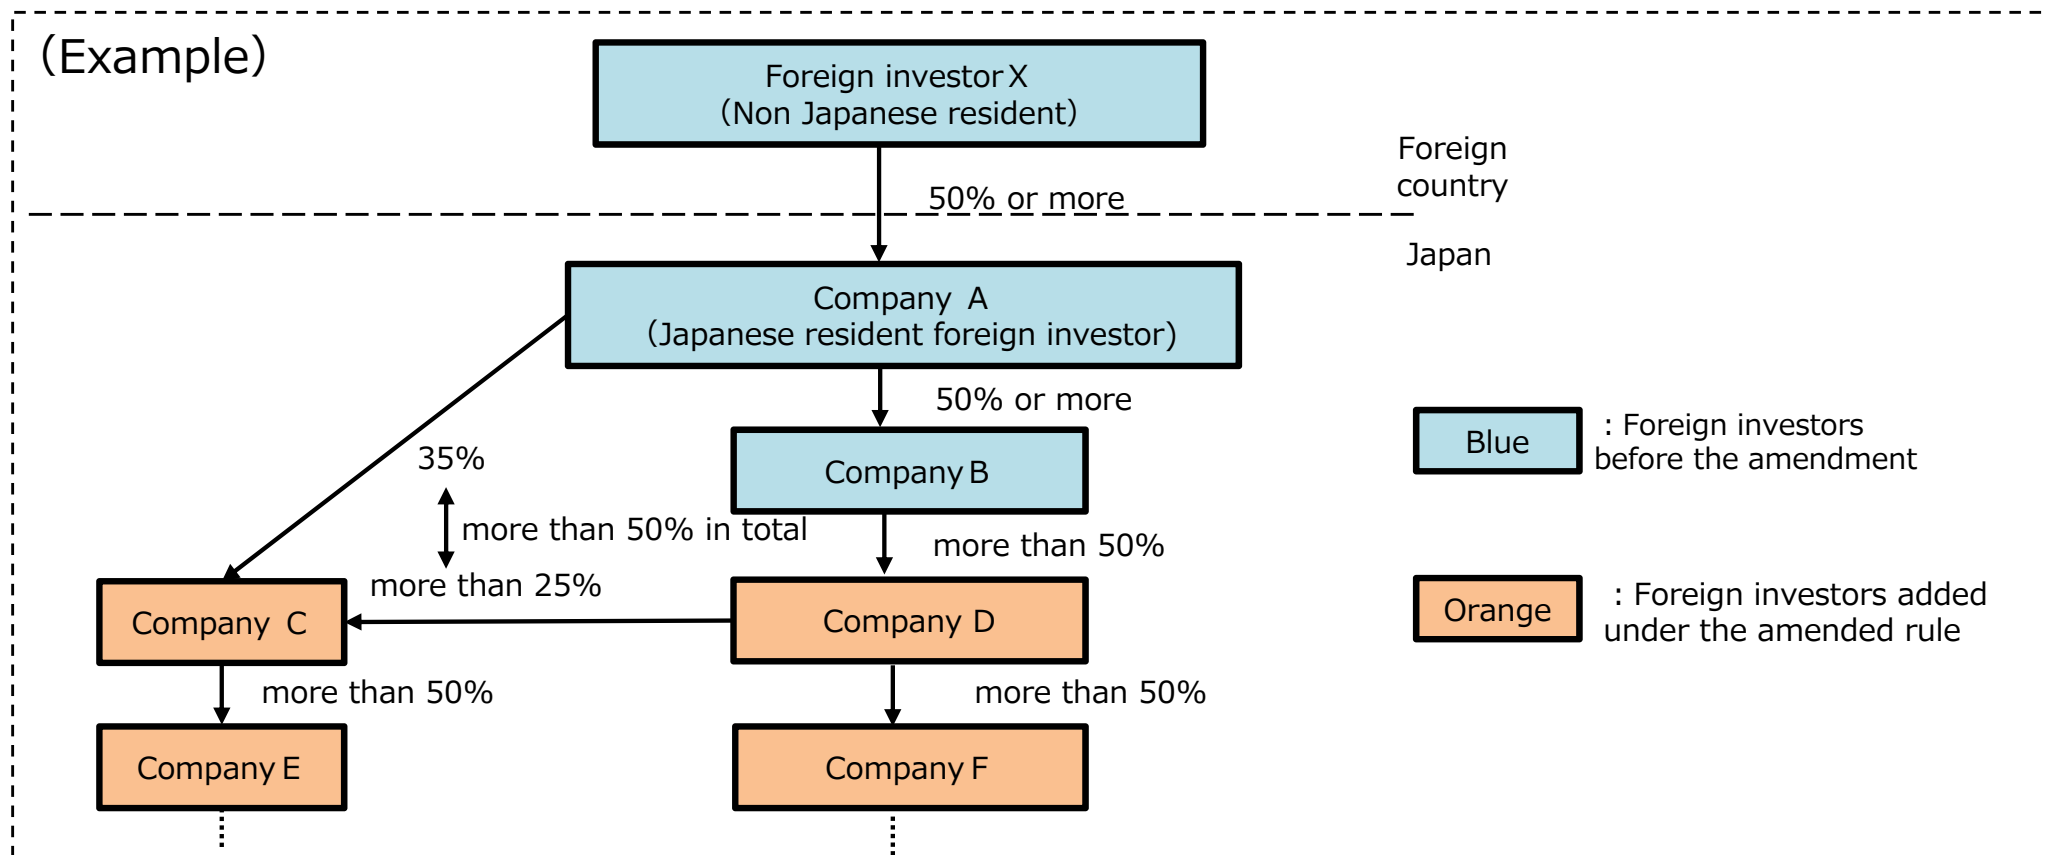 （Example）
Foreign investor X
（Non Japanese resident）
Foreign
country
50% or more
Japan
Company A
（Japanese resident foreign investor）
50% or more
35%
Company B
Blue
: Foreign investors
before the amendment
more than 50% in total
more than 50%
more than 25%
Company C
Company D
Orange
: Foreign investors added
under the amended rule
more than 50%
more than 50%
Company E
Company F